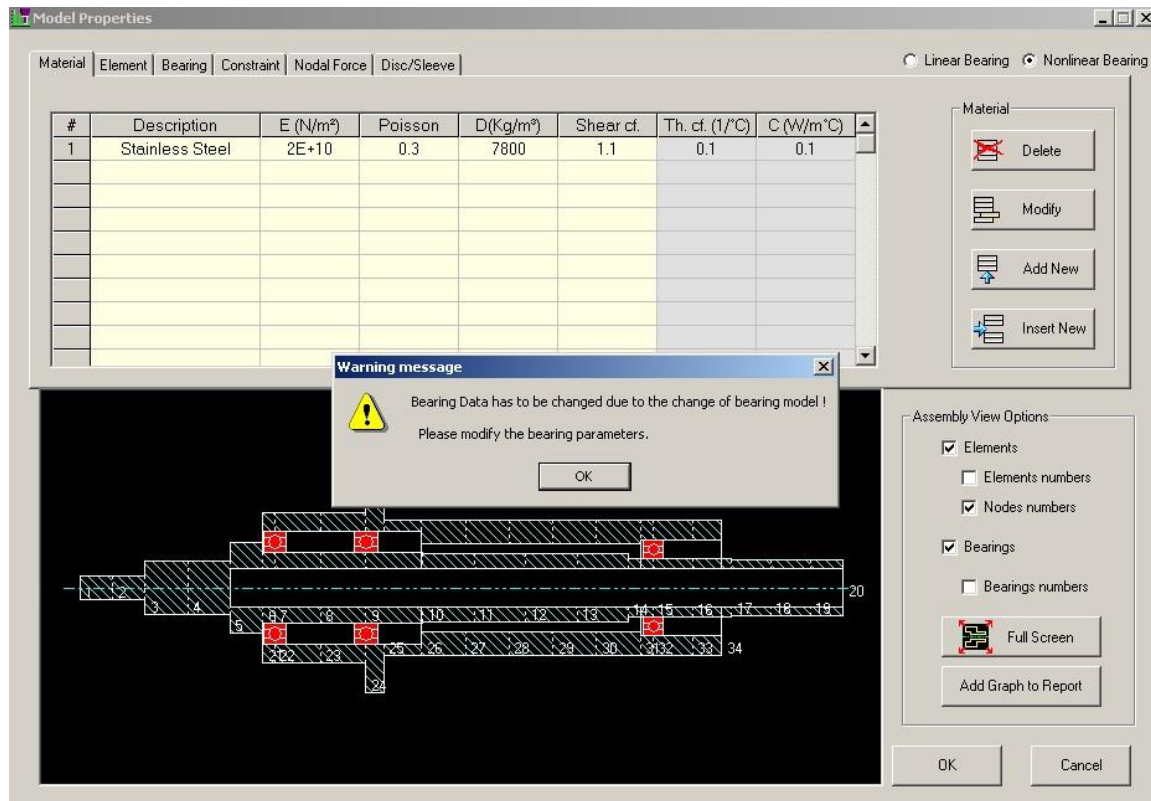 Model Properties
Material Element Bearing Constraint Nodal Force Disc/Sleeve
Linear Bearing Nonlinear Bearing
# Description E (N/m²) Poisson D(Kg/m³) Shear cf. Th. cf. (1/°C) C (W/m°C)
1 Stainless Steel 2E+10 0.3 7800 1.1 0.1 0.1
Material
Delete
Modify
Add New
Insert New
Warning message
Bearing Data has to be changed due to the change of bearing model !
Please modify the bearing parameters.
OK
Assembly View Options
Elements
Elements numbers
Nodes numbers
Bearings
Bearings numbers
Full Screen
Add Graph to Report
OK Cancel
1 2 20
3 4
5 7 8 9 10 11 12 13 14 15 16 17 18 19
22 23 25 26 27 28 29 30 32 33 34
24